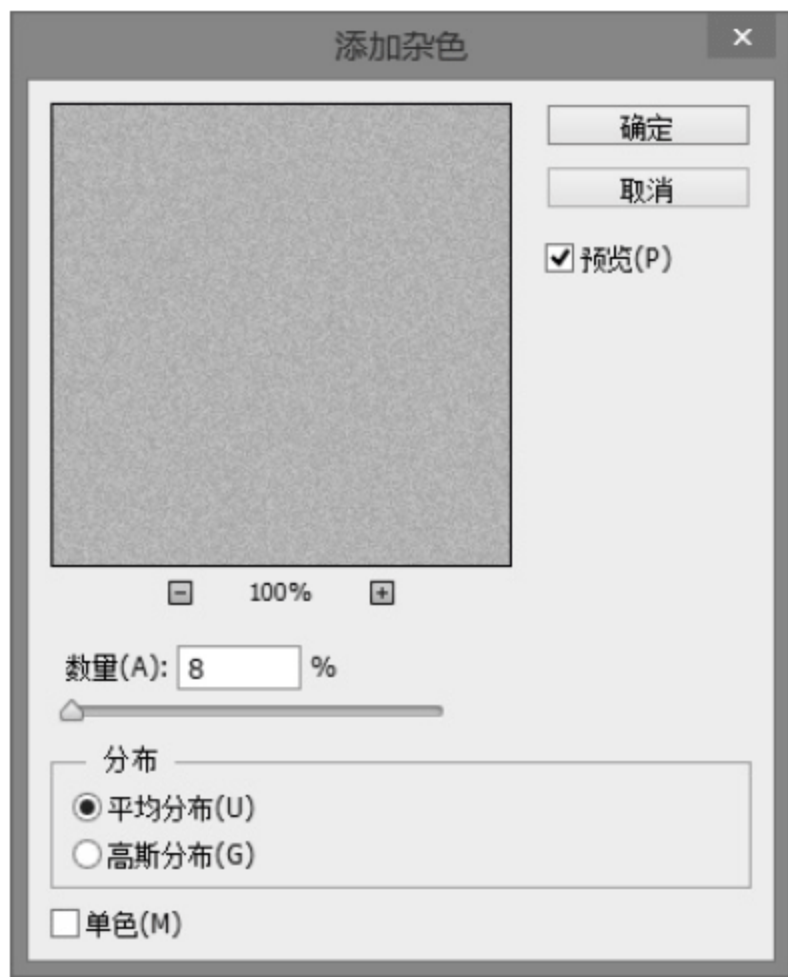 添加杂色
确定
取消
预览(P)
100%
数量(A): 8 %
分布
平均分布(U)
高斯分布(G)
单色(M)